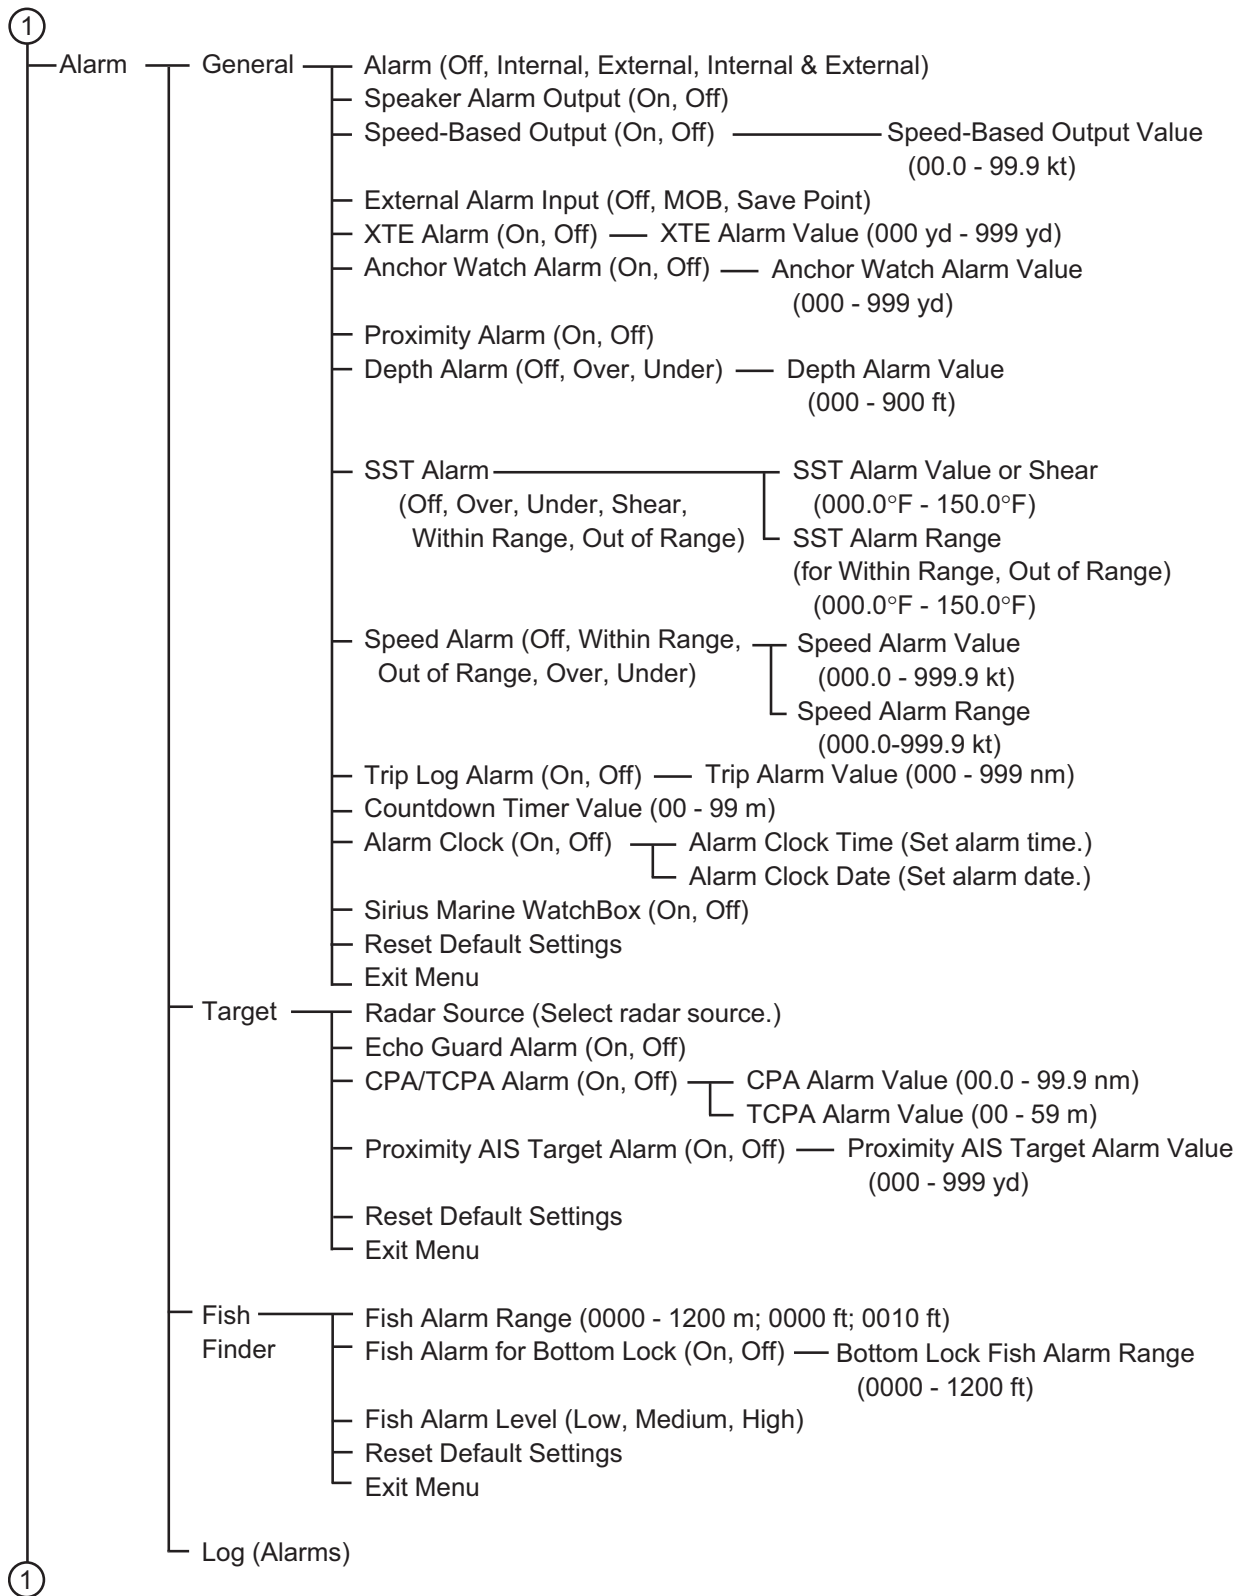 1
Alarm General Alarm (Off, Internal, External, Internal & External)
Speaker Alarm Output (On, Off)
Speed-Based Output (On, Off) Speed-Based Output Value
(00.0 - 99.9 kt)
External Alarm Input (Off, MOB, Save Point)
XTE Alarm (On, Off) XTE Alarm Value (000 yd - 999 yd)
Anchor Watch Alarm (On, Off) Anchor Watch Alarm Value
(000 - 999 yd)
Proximity Alarm (On, Off)
Depth Alarm (Off, Over, Under) Depth Alarm Value
(000 - 900 ft)
SST Alarm SST Alarm Value or Shear
(Off, Over, Under, Shear, (000.0°F - 150.0°F)
Within Range, Out of Range) SST Alarm Range
(for Within Range, Out of Range)
(000.0°F - 150.0°F)
Speed Alarm (Off, Within Range, Speed Alarm Value
Out of Range, Over, Under) (000.0 - 999.9 kt)
Speed Alarm Range
(000.0-999.9 kt)
Trip Log Alarm (On, Off) Trip Alarm Value (000 - 999 nm)
Countdown Timer Value (00 - 99 m)
Alarm Clock (On, Off) Alarm Clock Time (Set alarm time.)
Alarm Clock Date (Set alarm date.)
Sirius Marine WatchBox (On, Off)
Reset Default Settings
Exit Menu
Target Radar Source (Select radar source.)
Echo Guard Alarm (On, Off)
CPA/TCPA Alarm (On, Off) CPA Alarm Value (00.0 - 99.9 nm)
TCPA Alarm Value (00 - 59 m)
Proximity AIS Target Alarm (On, Off) Proximity AIS Target Alarm Value
(000 - 999 yd)
Reset Default Settings
Exit Menu
Fish Fish Alarm Range (0000 - 1200 m; 0000 ft; 0010 ft)
Finder Fish Alarm for Bottom Lock (On, Off) Bottom Lock Fish Alarm Range
(0000 - 1200 ft)
Fish Alarm Level (Low, Medium, High)
Reset Default Settings
Exit Menu
Log (Alarms)
1